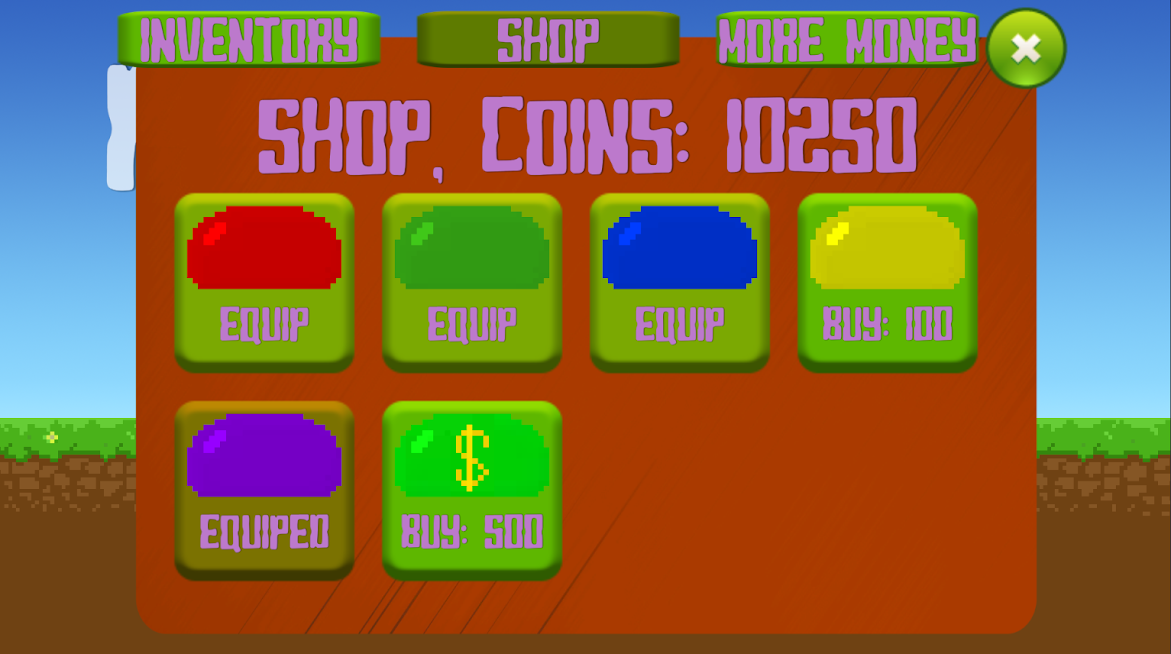 INVENTORY SHOP MORE MONEY
SHOP, COINS: 10250
EQUIP EQUIP EQUIP BUY: 100
$
EQUIPED BUY: 500